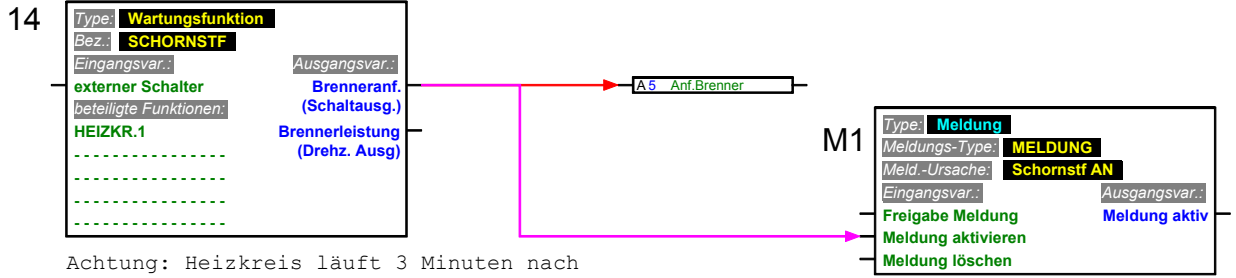 14
Type: Wartungsfunktion
Bez.: SCHORNSTF
Eingangsvar.: Ausgangsvar.:
externer Schalter Brenneranf.
beteiligte Funktionen: (Schaltausg.)
HEIZKR.1 Brennerleistung
- - - - - - - - - - - - - - - - (Drehz. Ausg)
- - - - - - - - - - - - - - - -
- - - - - - - - - - - - - - - -
- - - - - - - - - - - - - - - -
Achtung: Heizkreis läuft 3 Minuten nach
A 5 Anf.Brenner
M1
Type: Meldung
Meldungs-Type: MELDUNG
Meld.-Ursache: Schornstf AN
Eingangsvar.: Ausgangsvar.:
Freigabe Meldung Meldung aktiv
Meldung aktivieren
Meldung löschen